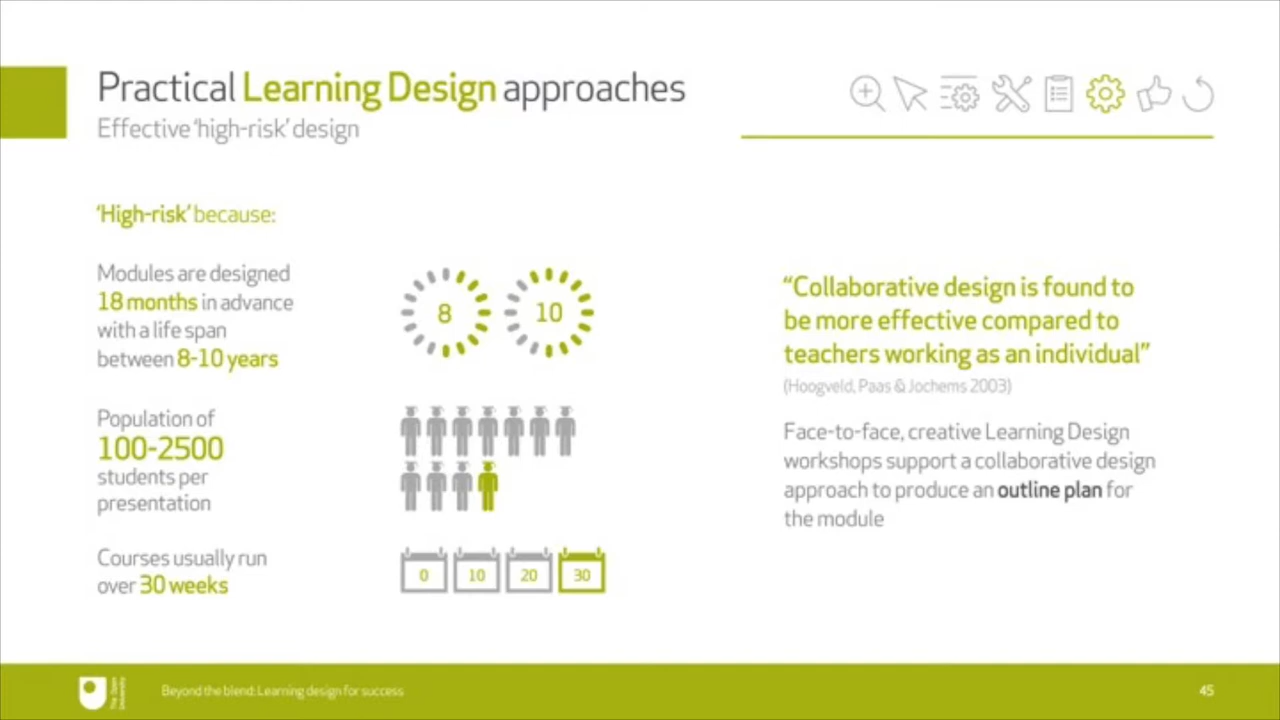 Practical Learning Design approaches
Effective ‘high-risk’ design
‘High-risk’ because:
Modules are designed
18 months in advance
with a life span
between 8-10 years
8
10
Population of
100-2500
students per
presentation
Courses usually run
over 30 weeks
0
10
20
30
“Collaborative design is found to
be more effective compared to
teachers working as an individual”
(Hoogveld, Paas & Jochems 2003)
Face-to-face, creative Learning Design
workshops support a collaborative design
approach to produce an outline plan for
the module
The Open
University
Beyond the blend: Learning design for success
45